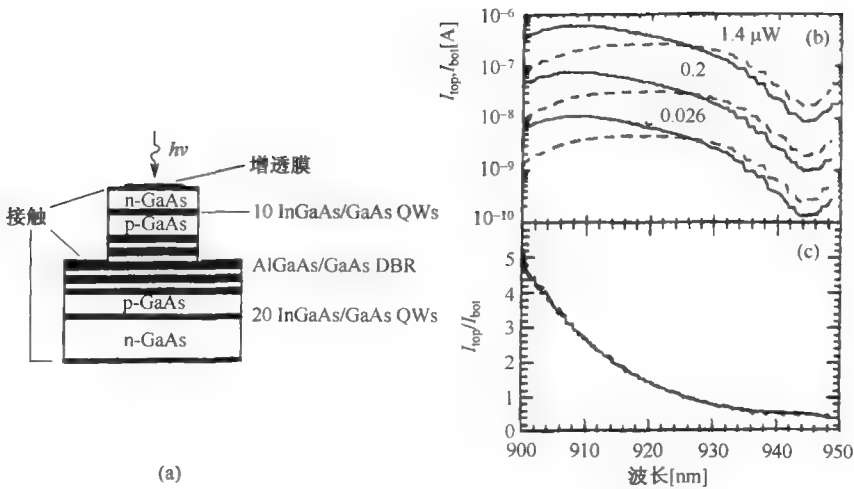 hν
增透膜
n-GaAs
接触
10 InGaAs/GaAs QWs
p-GaAs
AlGaAs/GaAs DBR
p-GaAs
20 InGaAs/GaAs QWs
n-GaAs
(a)
I_top, I_bot [A]
10^-6
10^-7
10^-8
10^-9
10^-10
1.4 μW
(b)
0.2
0.026
I_top/I_bot
5
4
3
2
1
0
(c)
900 910 920 930 940 950
波长[nm]